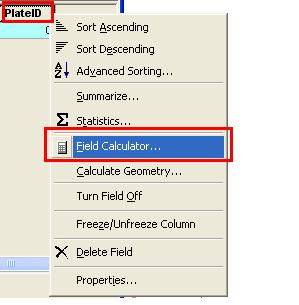 PlateID
Sort Ascending
Sort Descending
Advanced Sorting...
Summarize...
Statistics...
Field Calculator...
Calculate Geometry...
Turn Field Off
Freeze/Unfreeze Column
Delete Field
Properties...